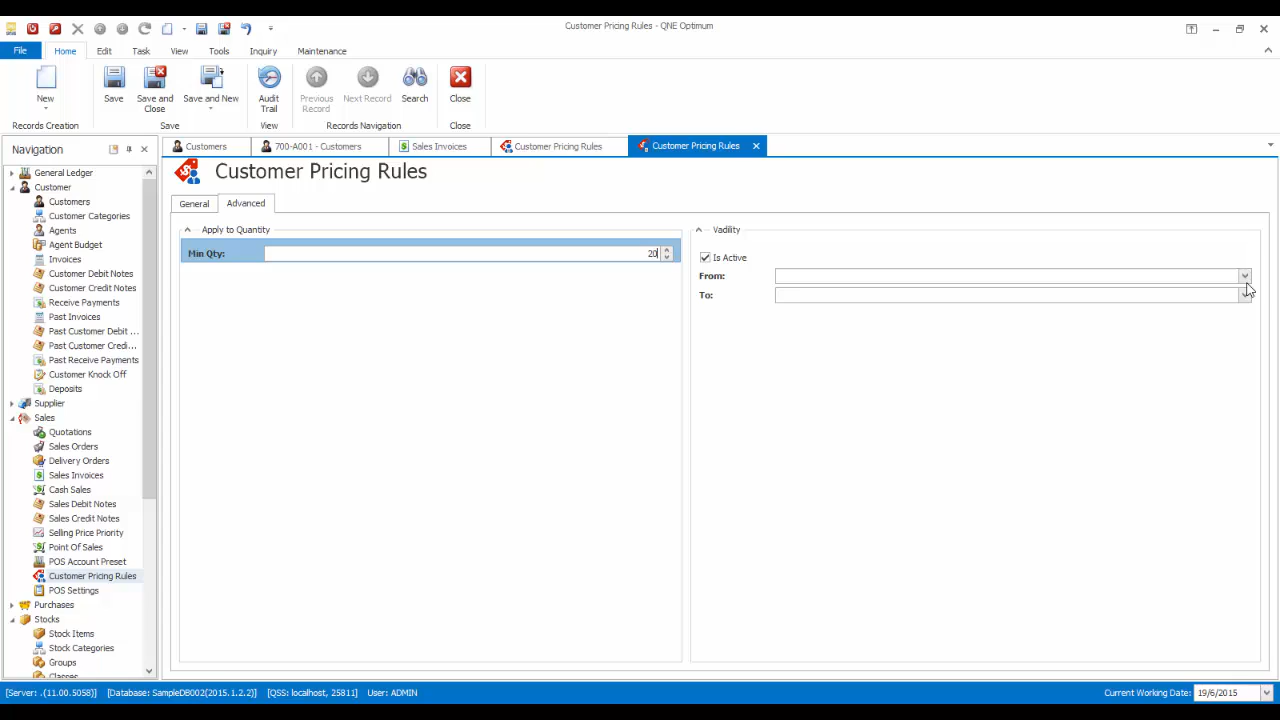 Customer Pricing Rules - QNE Optimum
File Home Edit Task View Tools Inquiry Maintenance
New
Save
Save and Close
Save and New
Audit Trail
Previous Record
Next Record
Search
Close
Records Creation
Save
View
Records Navigation
Close
Navigation
Customers
700-A001 - Customers
Sales Invoices
Customer Pricing Rules
Customer Pricing Rules
General Ledger
Customer
Customers
Customer Categories
Agents
Agent Budget
Invoices
Customer Debit Notes
Customer Credit Notes
Receive Payments
Past Invoices
Past Customer Debit ...
Past Customer Credi...
Past Receive Payments
Customer Knock Off
Deposits
Supplier
Sales
Quotations
Sales Orders
Delivery Orders
Sales Invoices
Cash Sales
Sales Debit Notes
Sales Credit Notes
Selling Price Priority
Point Of Sales
POS Account Preset
Customer Pricing Rules
POS Settings
Purchases
Stocks
Stock Items
Stock Categories
Groups
Classes
Customer Pricing Rules
General Advanced
Apply to Quantity
Min Qty: 20
Vadility
Is Active
From:
To:
[Server: .{11.00.5058}] [Database: SampleDB002{2015.1.2.2}] [QSS: localhost, 25811] User: ADMIN
Current Working Date: 19/6/2015